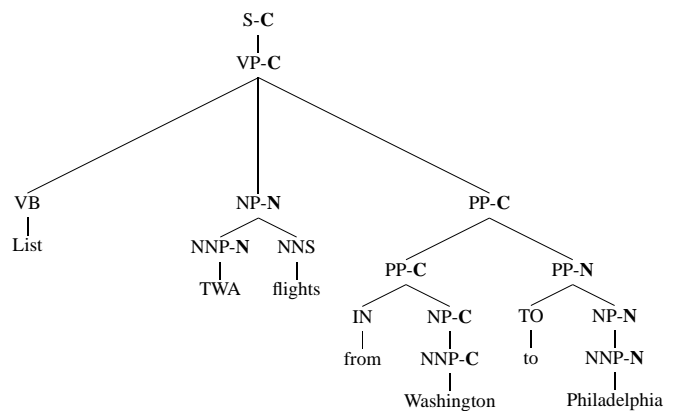 S-C
VP-C
VB NP-N PP-C
List NNP-N NNS PP-C PP-N
TWA flights IN NP-C TO NP-N
from NNP-C to NNP-N
Washington Philadelphia